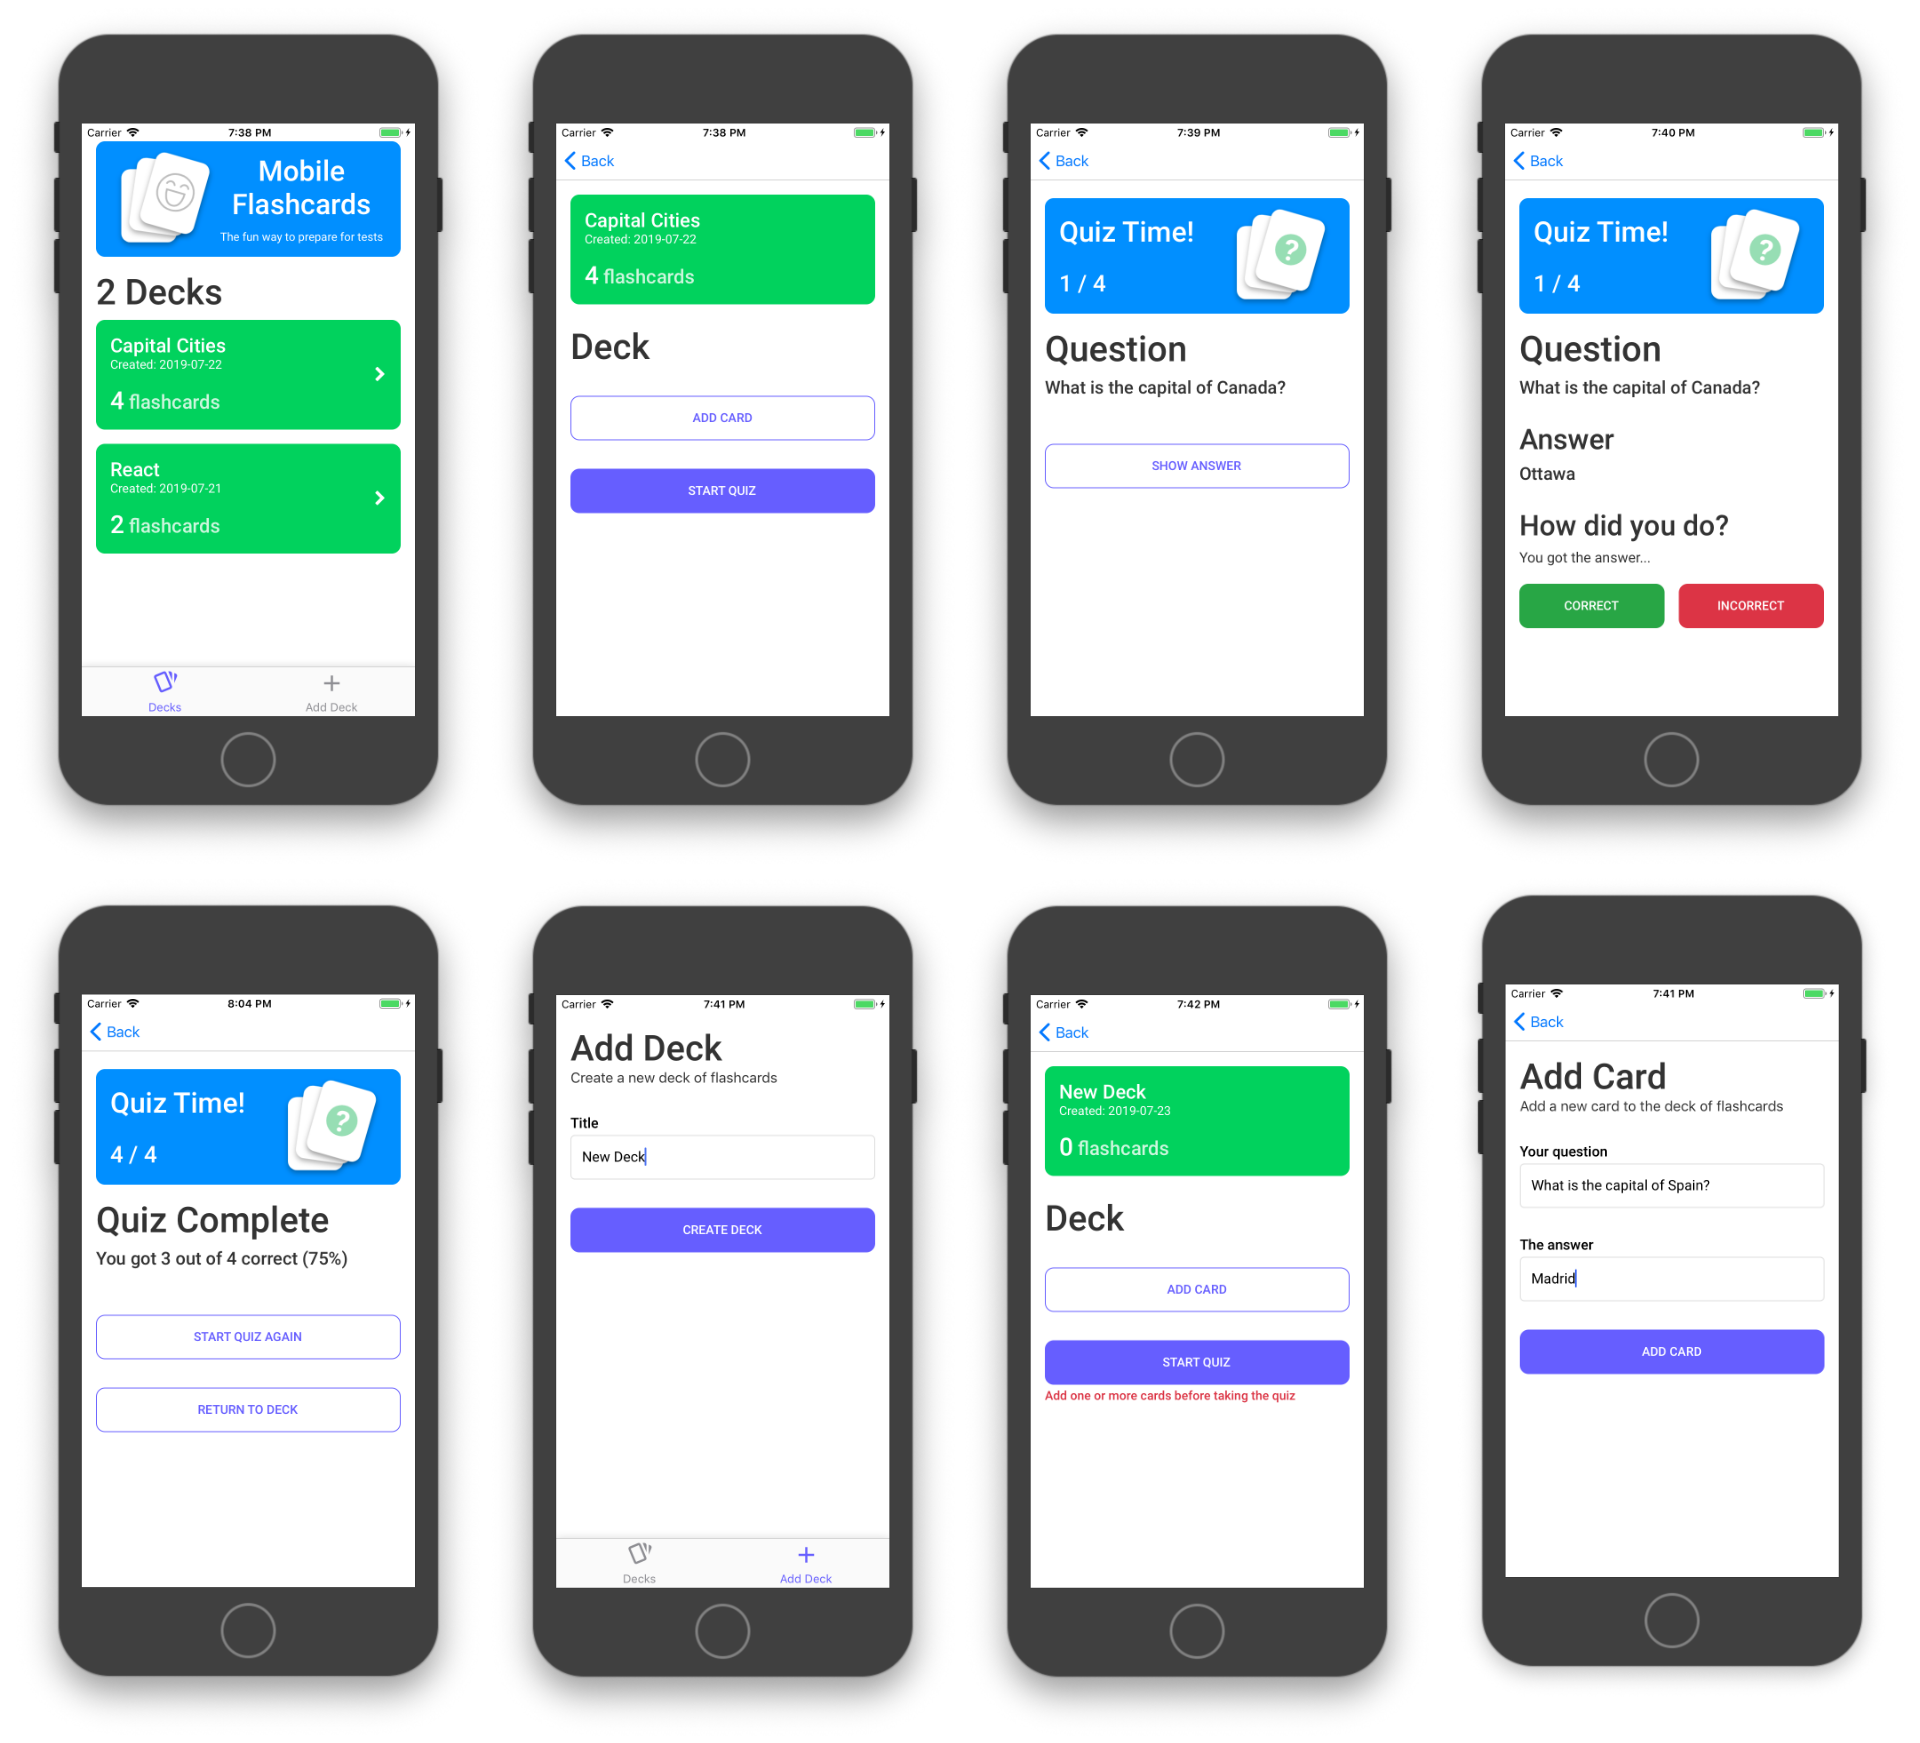 Carrier 7:38 PM
Mobile
Flashcards
The fun way to prepare for tests
2 Decks
Capital Cities
Created: 2019-07-22
4 flashcards
React
Created: 2019-07-21
2 flashcards
Decks Add Deck
Carrier 7:38 PM
Back
Capital Cities
Created: 2019-07-22
4 flashcards
Deck
ADD CARD
START QUIZ
Carrier 7:39 PM
Back
Quiz Time!
?
1 / 4
Question
What is the capital of Canada?
SHOW ANSWER
Carrier 7:40 PM
Back
Quiz Time!
?
1 / 4
Question
What is the capital of Canada?
Answer
Ottawa
How did you do?
You got the answer...
CORRECT INCORRECT
Carrier 8:04 PM
Back
Quiz Time!
?
4 / 4
Quiz Complete
You got 3 out of 4 correct (75%)
START QUIZ AGAIN
RETURN TO DECK
Carrier 7:41 PM
Add Deck
Create a new deck of flashcards
Title
New Deck
CREATE DECK
Decks Add Deck
Carrier 7:42 PM
Back
New Deck
Created: 2019-07-23
0 flashcards
Deck
ADD CARD
START QUIZ
Add one or more cards before taking the quiz
Carrier 7:41 PM
Back
Add Card
Add a new card to the deck of flashcards
Your question
What is the capital of Spain?
The answer
Madrid
ADD CARD